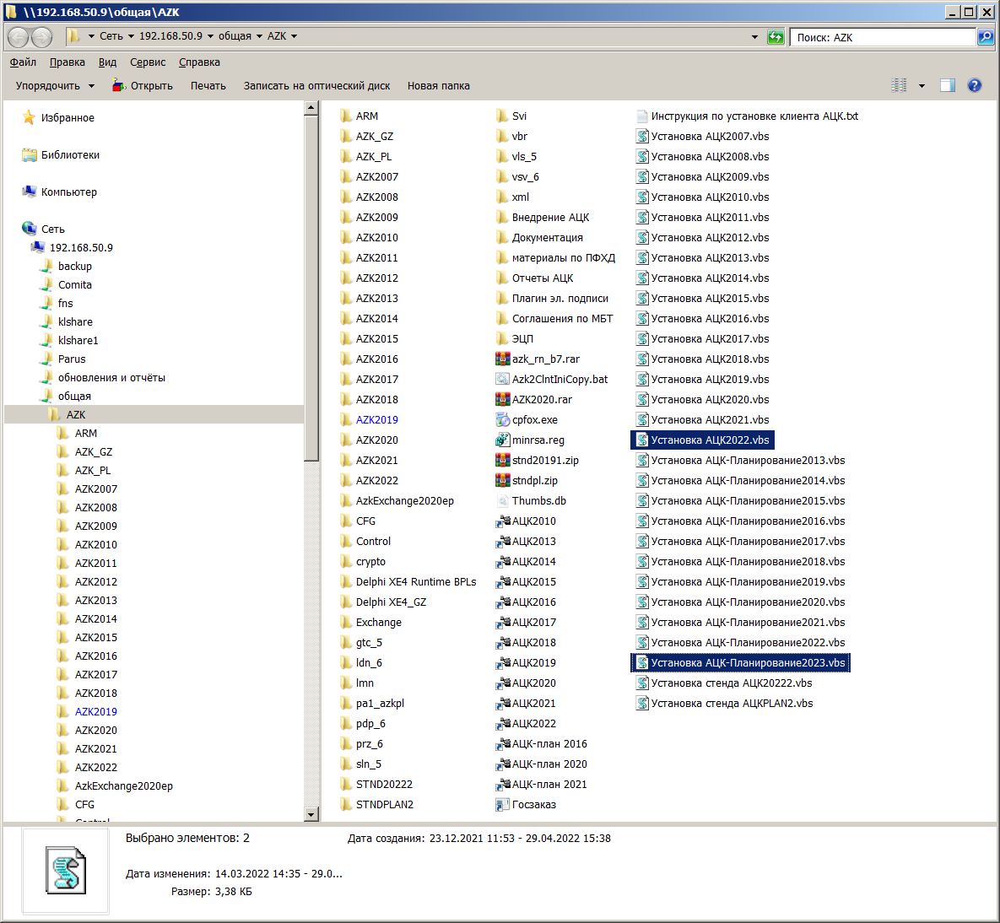 \\192.168.50.9\общая\AZK
Сеть 192.168.50.9 общая AZK
Поиск: AZK
Файл Правка Вид Сервис Справка
Упорядочить Открыть Печать Записать на оптический диск Новая папка
Избранное
Библиотеки
Компьютер
Сеть
192.168.50.9
backup
Comita
fns
klshare
klshare1
Parus
обновления и отчёты
общая
AZK
ARM
AZK_GZ
AZK_PL
AZK2007
AZK2008
AZK2009
AZK2010
AZK2011
AZK2012
AZK2013
AZK2014
AZK2015
AZK2016
AZK2017
AZK2018
AZK2019
AZK2020
AZK2021
AZK2022
AzkExchange2020ep
CFG
Control
ARM
AZK_GZ
AZK_PL
AZK2007
AZK2008
AZK2009
AZK2010
AZK2011
AZK2012
AZK2013
AZK2014
AZK2015
AZK2016
AZK2017
AZK2018
AZK2019
AZK2020
AZK2021
AZK2022
AzkExchange2020ep
CFG
Control
crypto
Delphi XE4 Runtime BPLs
Delphi XE4_GZ
Exchange
gtc_5
ldn_6
lmn
pa1_azkpl
pdp_6
prz_6
sln_5
STND20222
STNDPLAN2
Svi
vbr
vls_5
vsv_6
xml
Внедрение АЦК
Документация
материалы по ПФХД
Отчеты АЦК
Плагин эл. подписи
Соглашения по МБТ
ЭЦП
azk_rn_b7.rar
Azk2ClntIniCopy.bat
AZK2020.rar
cpfox.exe
minrsa.reg
stnd20191.zip
stndpl.zip
Thumbs.db
АЦК2010
АЦК2013
АЦК2014
АЦК2015
АЦК2016
АЦК2017
АЦК2018
АЦК2019
АЦК2020
АЦК2021
АЦК2022
АЦК-план 2016
АЦК-план 2020
АЦК-план 2021
Госзаказ
Инструкция по установке клиента АЦК.txt
Установка АЦК2007.vbs
Установка АЦК2008.vbs
Установка АЦК2009.vbs
Установка АЦК2010.vbs
Установка АЦК2011.vbs
Установка АЦК2012.vbs
Установка АЦК2013.vbs
Установка АЦК2014.vbs
Установка АЦК2015.vbs
Установка АЦК2016.vbs
Установка АЦК2017.vbs
Установка АЦК2018.vbs
Установка АЦК2019.vbs
Установка АЦК2020.vbs
Установка АЦК2021.vbs
Установка АЦК2022.vbs
Установка АЦК-Планирование2013.vbs
Установка АЦК-Планирование2014.vbs
Установка АЦК-Планирование2015.vbs
Установка АЦК-Планирование2016.vbs
Установка АЦК-Планирование2017.vbs
Установка АЦК-Планирование2018.vbs
Установка АЦК-Планирование2019.vbs
Установка АЦК-Планирование2020.vbs
Установка АЦК-Планирование2021.vbs
Установка АЦК-Планирование2022.vbs
Установка АЦК-Планирование2023.vbs
Установка стенда АЦК20222.vbs
Установка стенда АЦКPLAN2.vbs
Выбрано элементов: 2 Дата создания: 23.12.2021 11:53 - 29.04.2022 15:38
Дата изменения: 14.03.2022 14:35 - 29.0...
Размер: 3,38 КБ